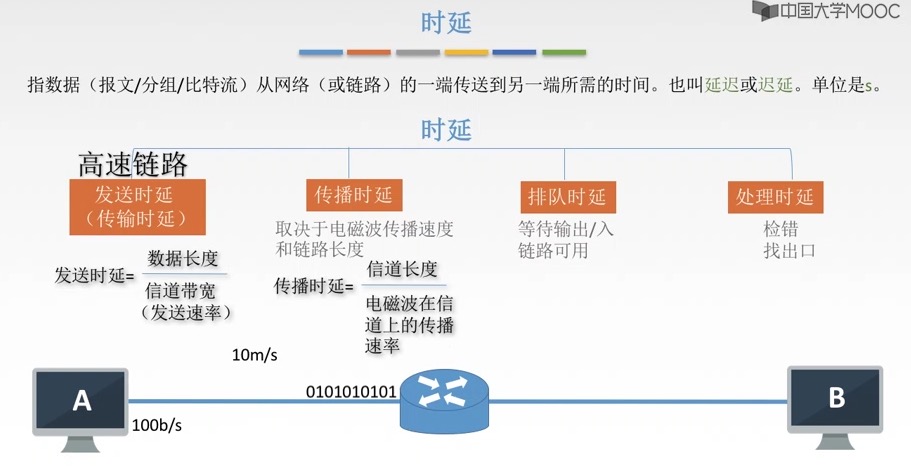 中国大学MOOC
时延
指数据（报文/分组/比特流）从网络（或链路）的一端传送到另一端所需的时间。也叫延迟或迟延。单位是s。
时延
高速链路
发送时延
（传输时延）
传播时延
排队时延
处理时延
取决于电磁波传播速度
和链路长度
等待输出/入
链路可用
检错
找出口
发送时延=
数据长度
信道带宽
（发送速率）
传播时延=
信道长度
电磁波在信
道上的传播
速率
10m/s
0101010101
A
B
100b/s